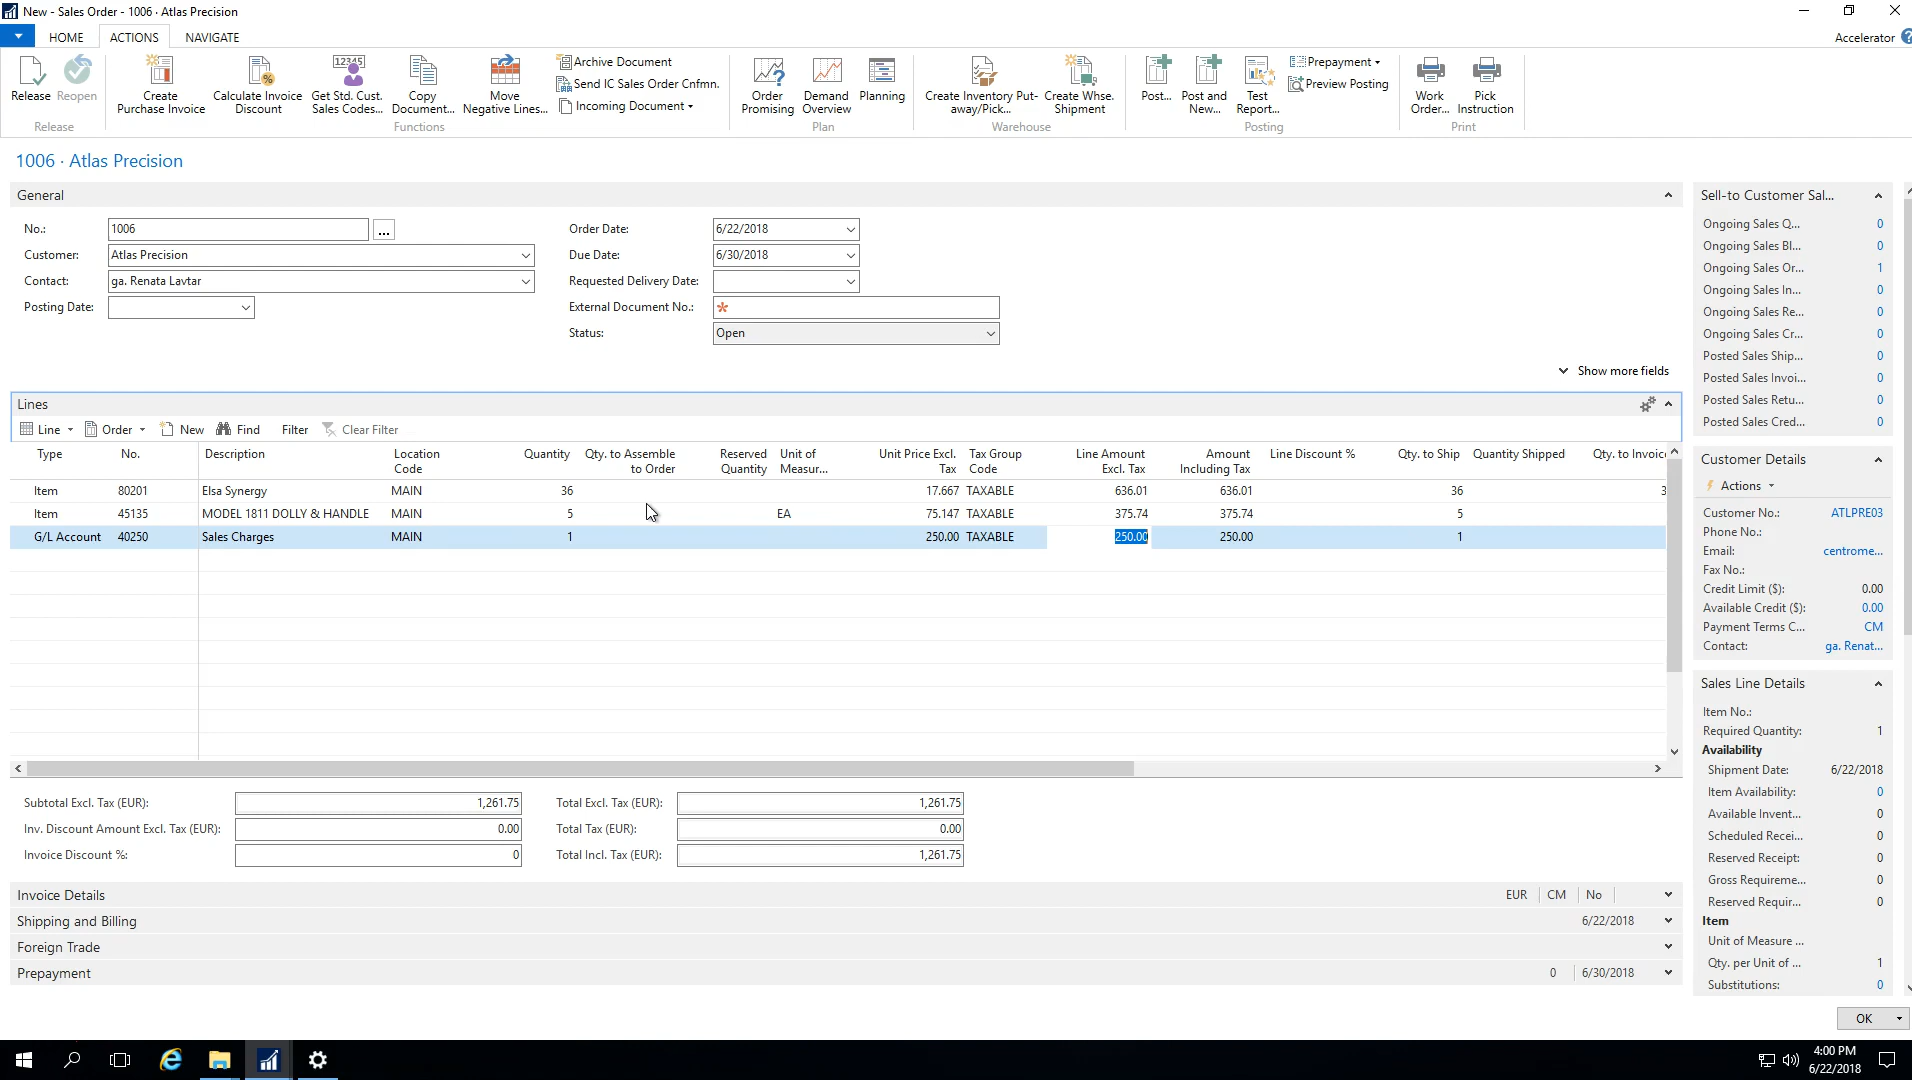 New - Sales Order - 1006 · Atlas Precision
HOME ACTIONS NAVIGATE
Accelerator
Release Reopen Create Purchase Invoice Calculate Invoice Discount Get Std. Cust. Sales Codes... Copy Document... Move Negative Lines...
Archive Document
Send IC Sales Order Cnfmn.
Incoming Document
Order Promising Demand Overview Planning Create Inventory Put-away/Pick... Create Whse. Shipment Post... Post and New... Test Report...
Prepayment
Preview Posting
Work Order... Pick Instruction
Release Functions Plan Warehouse Posting Print
1006 · Atlas Precision
General
No.: 1006 ...
Customer: Atlas Precision
Contact: ga. Renata Lavtar
Posting Date:
Order Date: 6/22/2018
Due Date: 6/30/2018
Requested Delivery Date:
External Document No.: *
Status: Open
Show more fields
Lines
Line Order New Find Filter Clear Filter
Type No. Description Location Code Quantity Qty. to Assemble to Order Reserved Quantity Unit of Measur... Unit Price Excl. Tax Tax Group Code Line Amount Excl. Tax Amount Including Tax Line Discount % Qty. to Ship Quantity Shipped Qty. to Invoice
Item 80201 Elsa Synergy MAIN 36 17.667 TAXABLE 636.01 636.01 36 3
Item 45135 MODEL 1811 DOLLY & HANDLE MAIN 5 EA 75.147 TAXABLE 375.74 375.74 5
G/L Account 40250 Sales Charges MAIN 1 250.00 TAXABLE 250.00 250.00 1
Subtotal Excl. Tax (EUR): 1,261.75 Total Excl. Tax (EUR): 1,261.75
Inv. Discount Amount Excl. Tax (EUR): 0.00 Total Tax (EUR): 0.00
Invoice Discount %: 0 Total Incl. Tax (EUR): 1,261.75
Invoice Details EUR CM No
Shipping and Billing 6/22/2018
Foreign Trade
Prepayment 0 6/30/2018
Sell-to Customer Sal...
Ongoing Sales Q... 0
Ongoing Sales Bl... 0
Ongoing Sales Or... 1
Ongoing Sales In... 0
Ongoing Sales Re... 0
Ongoing Sales Cr... 0
Posted Sales Ship... 0
Posted Sales Invoi... 0
Posted Sales Retu... 0
Posted Sales Cred... 0
Customer Details
Actions
Customer No.: ATLPRE03
Phone No.:
Email: centrome...
Fax No.:
Credit Limit ($): 0.00
Available Credit ($): 0.00
Payment Terms C... CM
Contact: ga. Renat...
Sales Line Details
Item No.:
Required Quantity: 1
Availability
Shipment Date: 6/22/2018
Item Availability: 0
Available Invent... 0
Scheduled Recei... 0
Reserved Receipt: 0
Gross Requireme... 0
Reserved Requir... 0
Item
Unit of Measure ...
Qty. per Unit of ... 1
Substitutions: 0
OK
4:00 PM
6/22/2018